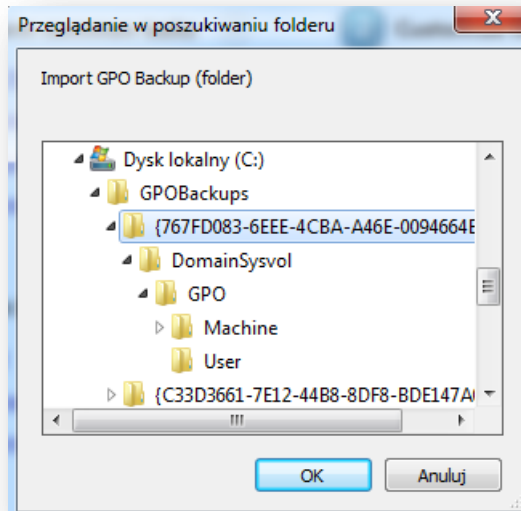 Przeglądanie w poszukiwaniu folderu
Import GPO Backup (folder)
Dysk lokalny (C:)
GPOBackups
{767FD083-6EEE-4CBA-A46E-0094664E
DomainSysvol
GPO
Machine
User
{C33D3661-7E12-44B8-8DF8-BDE147A
OK Anuluj